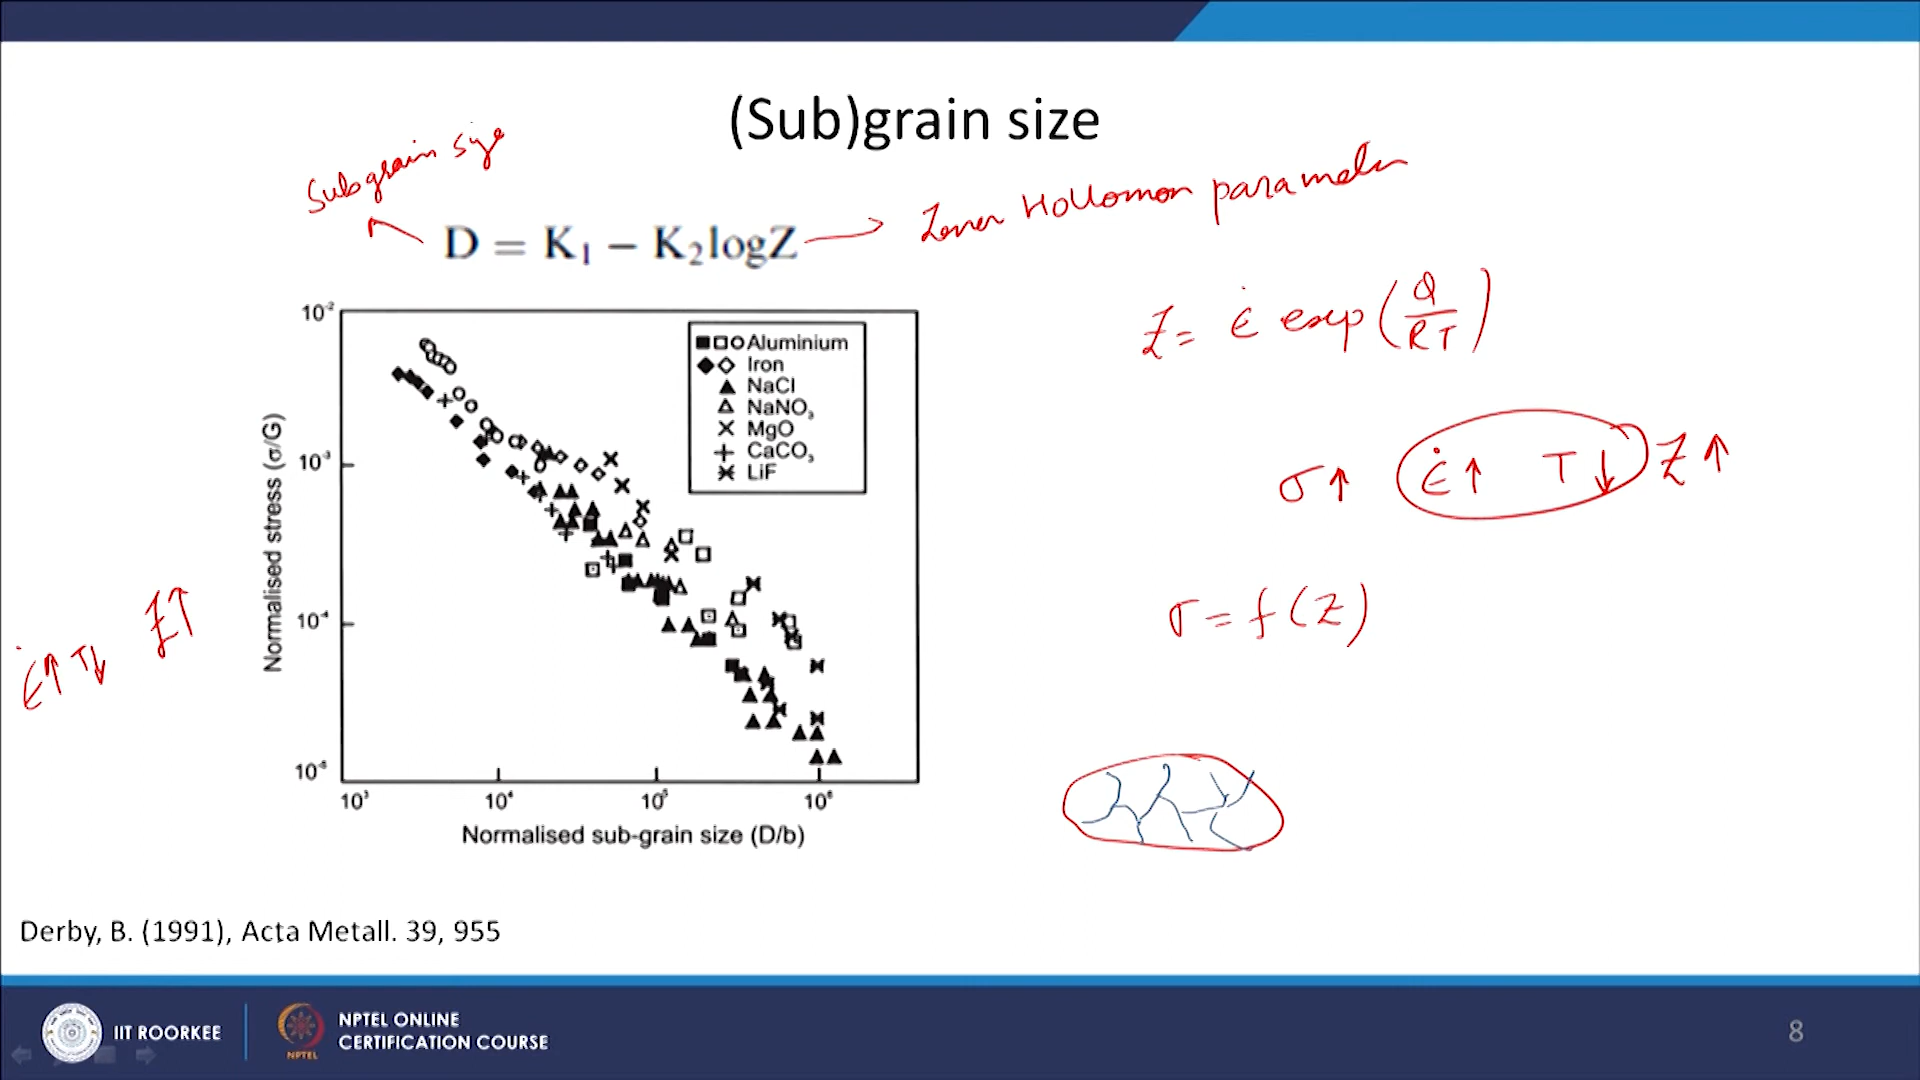 (Sub)grain size
Subgrain size
D = K₁ − K₂logZ
Zener Hollomon parameter
Z = ε̇ exp(Q/RT)
σ↑ ε̇↑ T↓ Z↑
σ = f(Z)
ε̇↑ T↓ Z↑
Normalised stress (σ/G)
10⁻²
10⁻³
10⁻⁴
10⁻⁵
Aluminium
Iron
NaCl
NaNO₃
MgO
CaCO₃
LiF
10³ 10⁴ 10⁵ 10⁶
Normalised sub-grain size (D/b)
Derby, B. (1991), Acta Metall. 39, 955
IIT ROORKEE
NPTEL
NPTEL ONLINE
CERTIFICATION COURSE
8